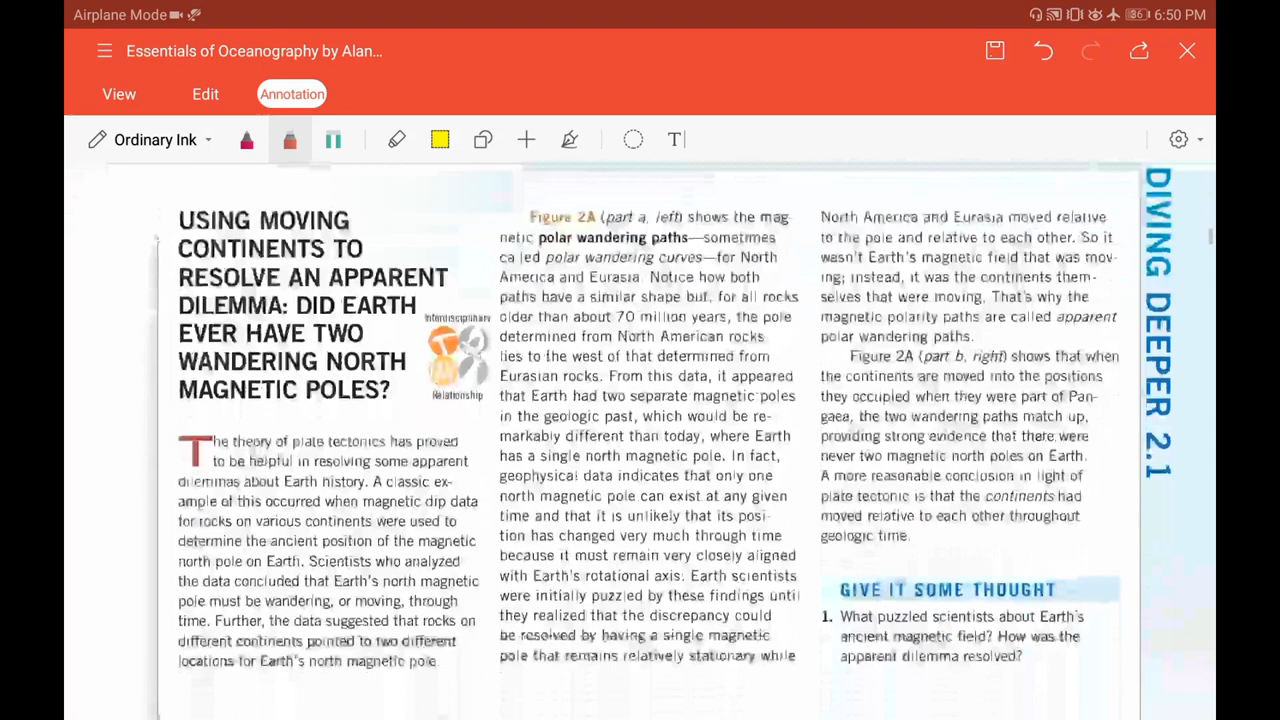 Airplane Mode
36
6:50 PM
Essentials of Oceanography by Alan...
View
Edit
Annotation
Ordinary Ink
T
USING MOVING
CONTINENTS TO
RESOLVE AN APPARENT
DILEMMA: DID EARTH
EVER HAVE TWO
WANDERING NORTH
MAGNETIC POLES?
Interdisciplinary
Relationship
The theory of plate tectonics has proved
to be helpful in resolving some apparent
dilemmas about Earth history. A classic ex-
ample of this occurred when magnetic dip data
for rocks on various continents were used to
determine the ancient position of the magnetic
north pole on Earth. Scientists who analyzed
the data concluded that Earth's north magnetic
pole must be wandering, or moving, through
time. Further, the data suggested that rocks on
different continents pointed to two different
locations for Earth's north magnetic pole.
Figure 2A (part a, left) shows the mag-
netic polar wandering paths—sometimes
called polar wandering curves—for North
America and Eurasia. Notice how both
paths have a similar shape but, for all rocks
older than about 70 million years, the pole
determined from North American rocks
lies to the west of that determined from
Eurasian rocks. From this data, it appeared
that Earth had two separate magnetic poles
in the geologic past, which would be re-
markably different than today, where Earth
has a single north magnetic pole. In fact,
geophysical data indicates that only one
north magnetic pole can exist at any given
time and that it is unlikely that its posi-
tion has changed very much through time
because it must remain very closely aligned
with Earth's rotational axis. Earth scientists
were initially puzzled by these findings until
they realized that the discrepancy could
be resolved by having a single magnetic
pole that remains relatively stationary while
North America and Eurasia moved relative
to the pole and relative to each other. So it
wasn't Earth's magnetic field that was mov-
ing; instead, it was the continents them-
selves that were moving. That's why the
magnetic polarity paths are called apparent
polar wandering paths.
Figure 2A (part b, right) shows that when
the continents are moved into the positions
they occupied when they were part of Pan-
gaea, the two wandering paths match up,
providing strong evidence that there were
never two magnetic north poles on Earth.
A more reasonable conclusion in light of
plate tectonic is that the continents had
moved relative to each other throughout
geologic time.
GIVE IT SOME THOUGHT
1. What puzzled scientists about Earth's
ancient magnetic field? How was the
apparent dilemma resolved?
DIVING DEEPER 2.1